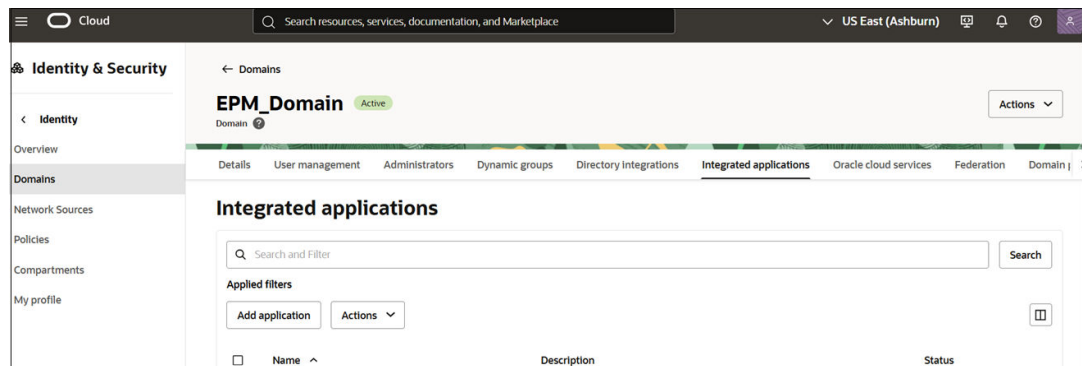 Cloud
Search resources, services, documentation, and Marketplace
US East (Ashburn)
Identity & Security
Identity
Overview
Domains
Network Sources
Policies
Compartments
My profile
← Domains
EPM_Domain Active
Domain
Actions
Details User management Administrators Dynamic groups Directory integrations Integrated applications Oracle cloud services Federation Domain
Integrated applications
Search and Filter
Search
Applied filters
Add application Actions
Name Description Status